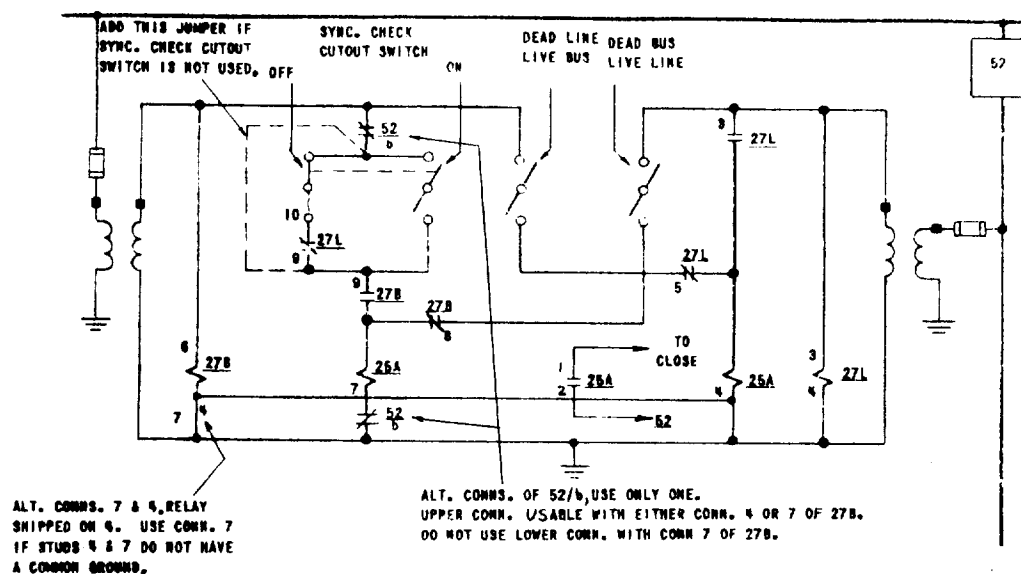 ADD THIS JUMPER IF
SYNC. CHECK CUTOUT
SWITCH IS NOT USED.
OFF
SYNC. CHECK
CUTOUT SWITCH
ON
DEAD LINE
LIVE BUS
DEAD BUS
LIVE LINE
52
52
b
3
27L
10
27L
9
9
27B
27B
8
27L
5
TO
CLOSE
6
27B
4
7
25A
7
52
b
1
25A
2
52
25A
4
3
27L
4
ALT. CONNS. 7 & 4, RELAY
SHIPPED ON 4. USE CONN. 7
IF STUDS 4 & 7 DO NOT HAVE
A COMMON GROUND.
ALT. CONNS. OF 52/b, USE ONLY ONE.
UPPER CONN. USABLE WITH EITHER CONN. 4 OR 7 OF 27B.
DO NOT USE LOWER CONN. WITH CONN 7 OF 27B.